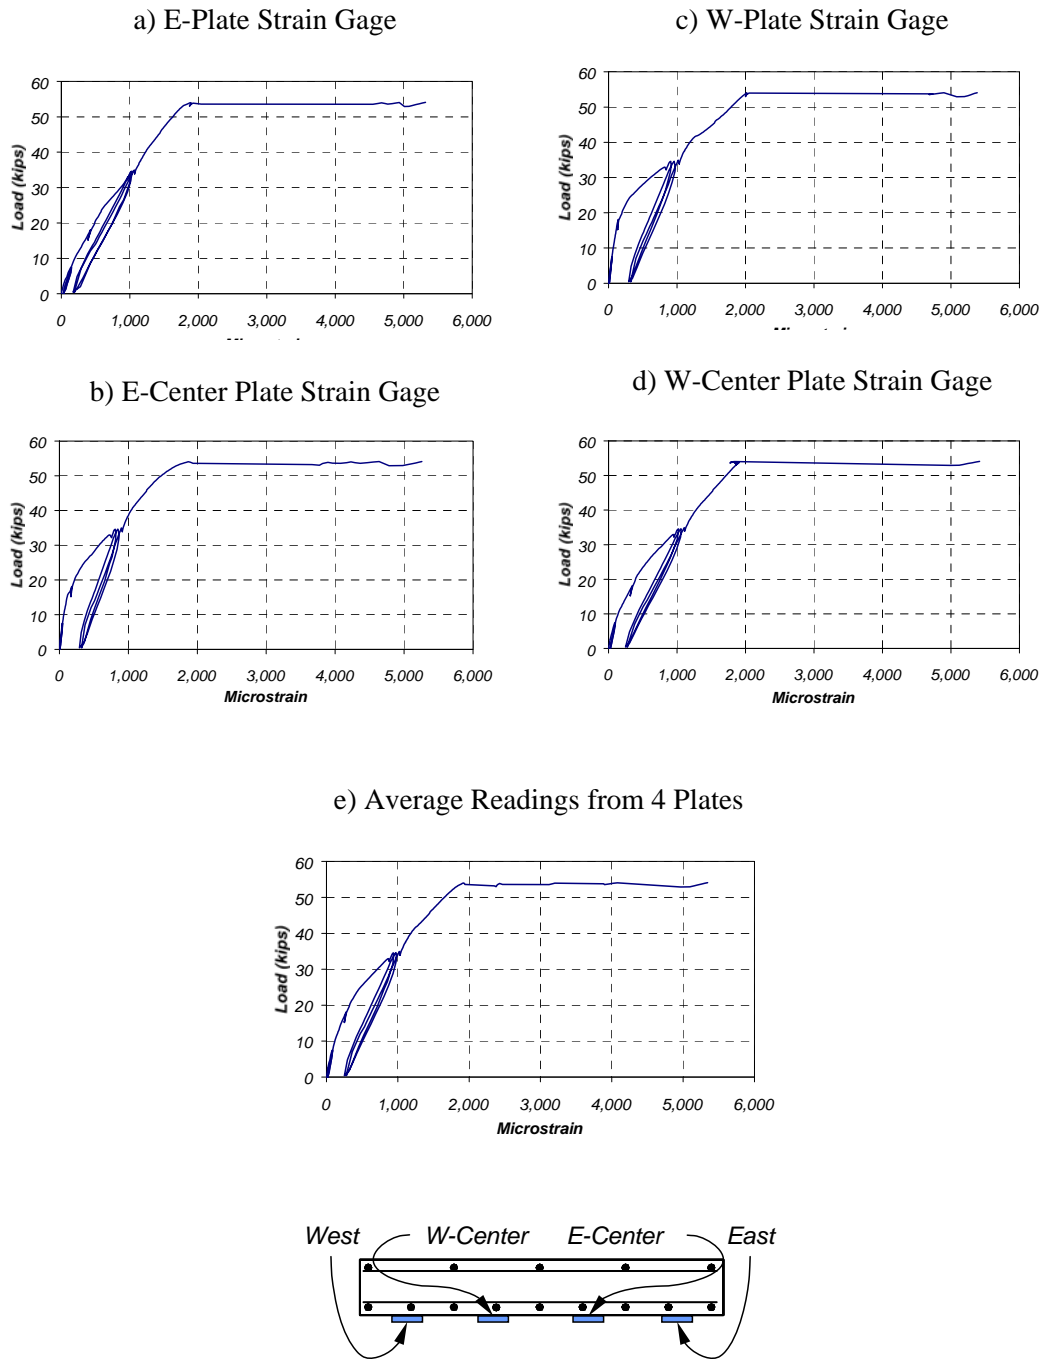 a) E-Plate Strain Gage
60
50
40
30
20
10
0
Load (kips)
0 1,000 2,000 3,000 4,000 5,000 6,000
c) W-Plate Strain Gage
60
50
40
30
20
10
0
Load (kips)
0 1,000 2,000 3,000 4,000 5,000 6,000
b) E-Center Plate Strain Gage
60
50
40
30
20
10
0
Load (kips)
0 1,000 2,000 3,000 4,000 5,000 6,000
Microstrain
d) W-Center Plate Strain Gage
60
50
40
30
20
10
0
Load (kips)
0 1,000 2,000 3,000 4,000 5,000 6,000
Microstrain
e) Average Readings from 4 Plates
60
50
40
30
20
10
0
Load (kips)
0 1,000 2,000 3,000 4,000 5,000 6,000
Microstrain
West W-Center E-Center East